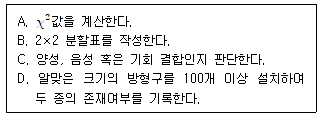 A. χ²값을 계산한다.
B. 2×2 분할표를 작성한다.
C. 양성, 음성 혹은 기회 결합인지 판단한다.
D. 알맞은 크기의 방형구를 100개 이상 설치하며
두 종의 존재여부를 기록한다.